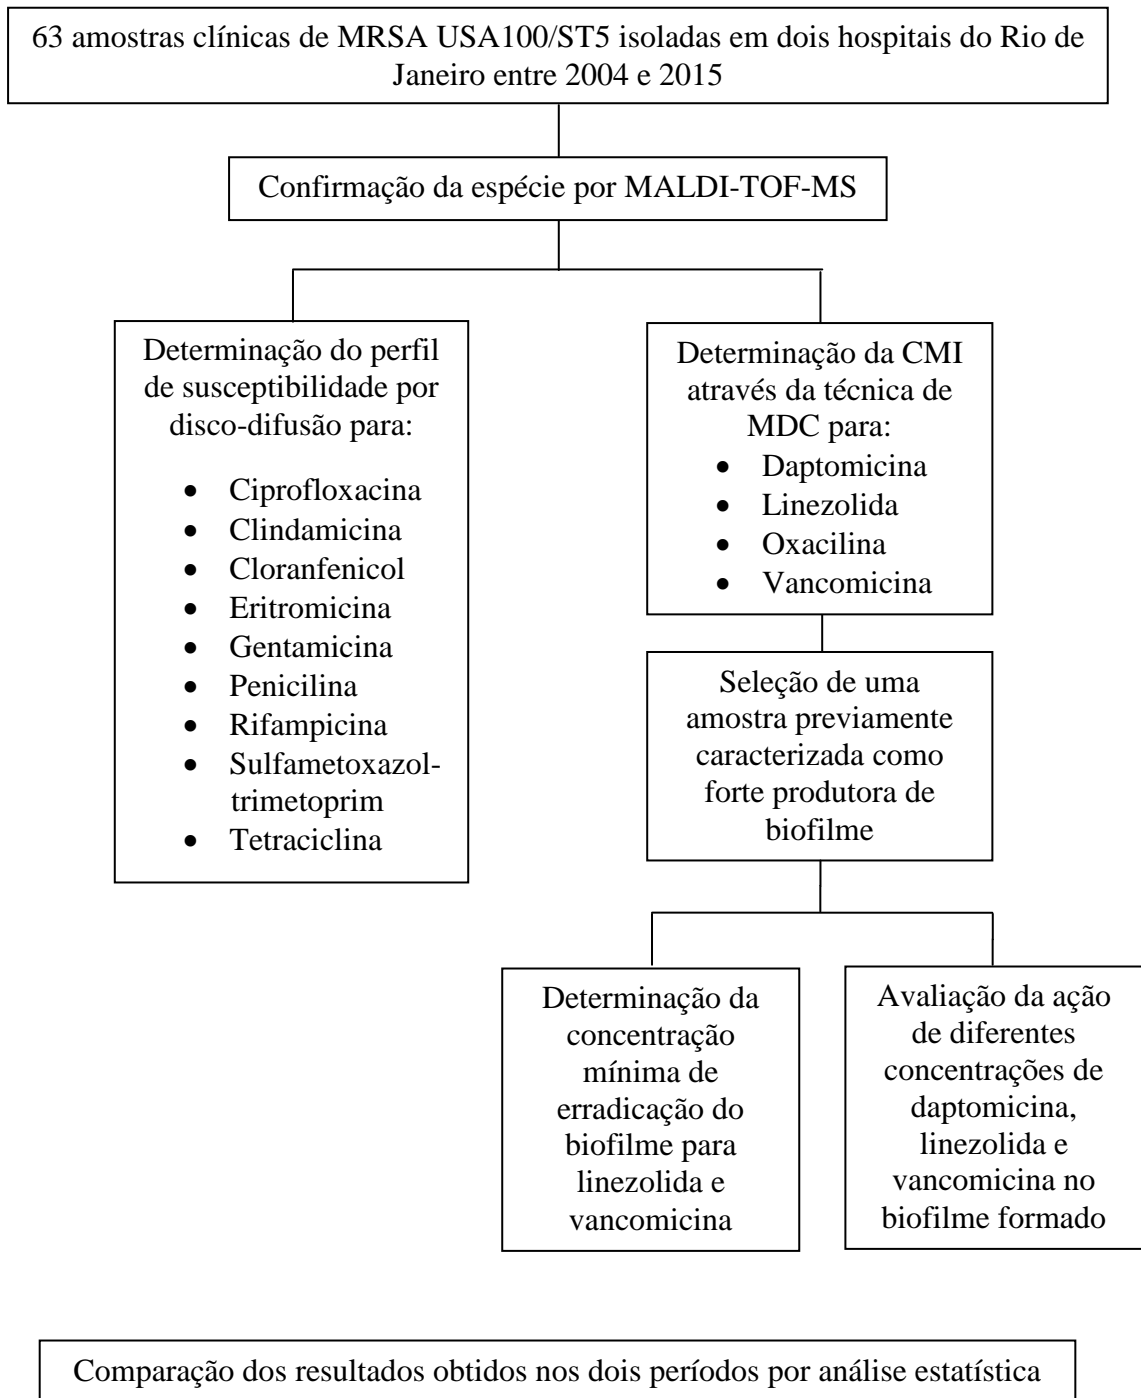 63 amostras clínicas de MRSA USA100/ST5 isoladas em dois hospitais do Rio de
Janeiro entre 2004 e 2015
Confirmação da espécie por MALDI-TOF-MS
Determinação do perfil
de susceptibilidade por
disco-difusão para:
• Ciprofloxacina
• Clindamicina
• Cloranfenicol
• Eritromicina
• Gentamicina
• Penicilina
• Rifampicina
• Sulfametoxazol-
trimetoprim
• Tetraciclina
Determinação da CMI
através da técnica de
MDC para:
• Daptomicina
• Linezolida
• Oxacilina
• Vancomicina
Seleção de uma
amostra previamente
caracterizada como
forte produtora de
biofilme
Determinação da
concentração
mínima de
erradicação do
biofilme para
linezolida e
vancomicina
Avaliação da ação
de diferentes
concentrações de
daptomicina,
linezolida e
vancomicina no
biofilme formado
Comparação dos resultados obtidos nos dois períodos por análise estatística